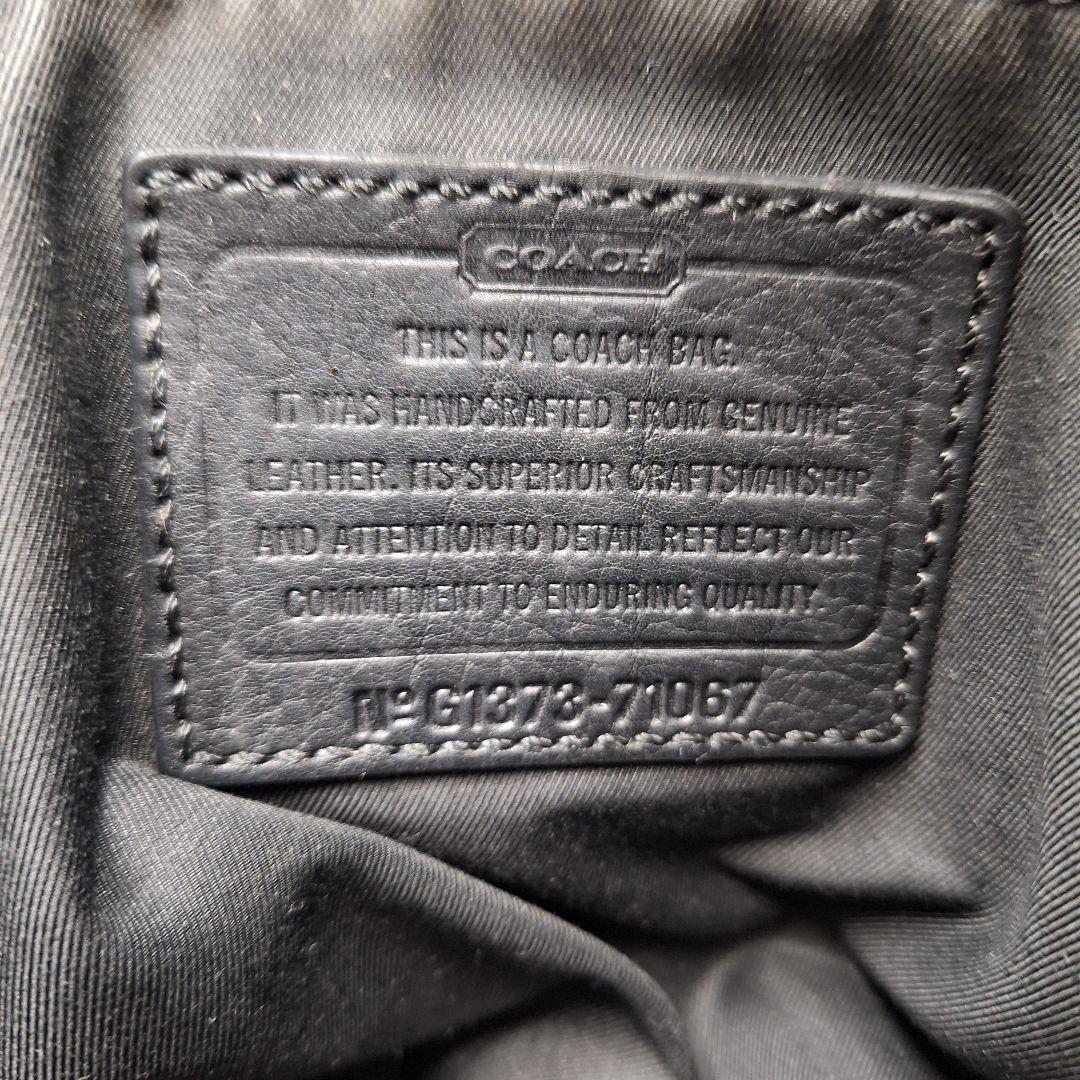 COACH
THIS IS A COACH BAG.
IT WAS HANDCRAFTED FROM GENUINE
LEATHER. ITS SUPERIOR CRAFTSMANSHIP
AND ATTENTION TO DETAIL REFLECT OUR
COMMITMENT TO ENDURING QUALITY.
Nº G1373-71067